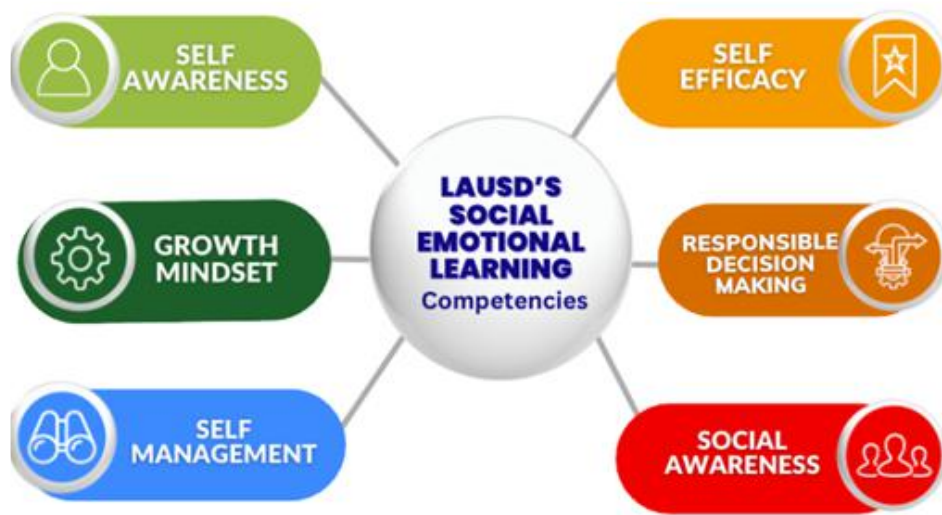 SELF
AWARENESS
GROWTH
MINDSET
SELF
MANAGEMENT
LAUSD'S
SOCIAL
EMOTIONAL
LEARNING
Competencies
SELF
EFFICACY
RESPONSIBLE
DECISION
MAKING
SOCIAL
AWARENESS